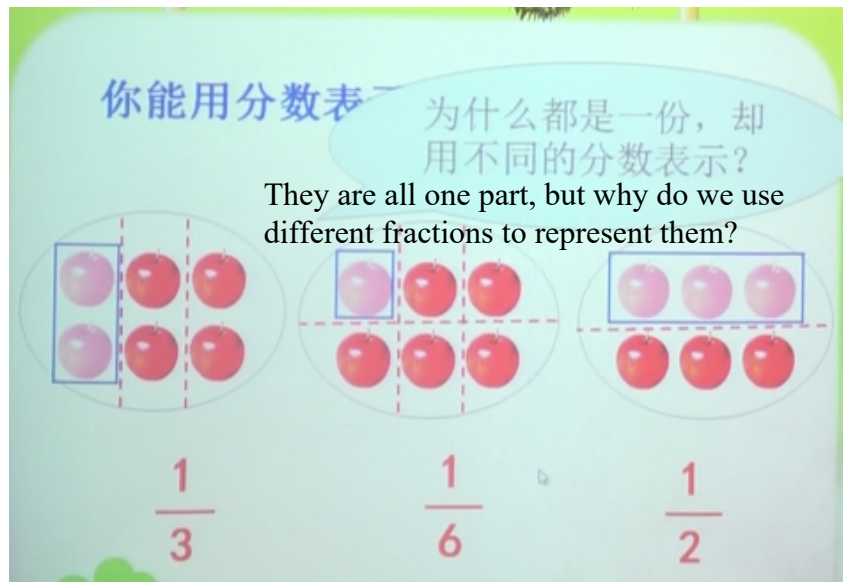 你能用分数表
为什么都是一份，却
用不同的分数表示？
They are all one part, but why do we use
different fractions to represent them?
1
3
1
6
1
2